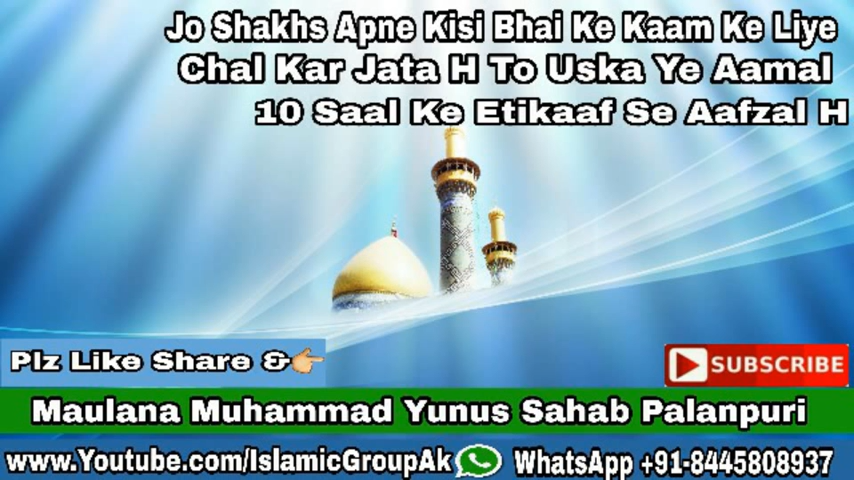 Jo Shakhs Apne Kisi Bhai Ke Kaam Ke Liye
Chal Kar Jata H To Uska Ye Aamal
10 Saal Ke Etikaaf Se Aafzal H
Plz Like Share &
SUBSCRIBE
Maulana Muhammad Yunus Sahab Palanpuri
www.Youtube.com/IslamicGroupAk WhatsApp +91-8445808937